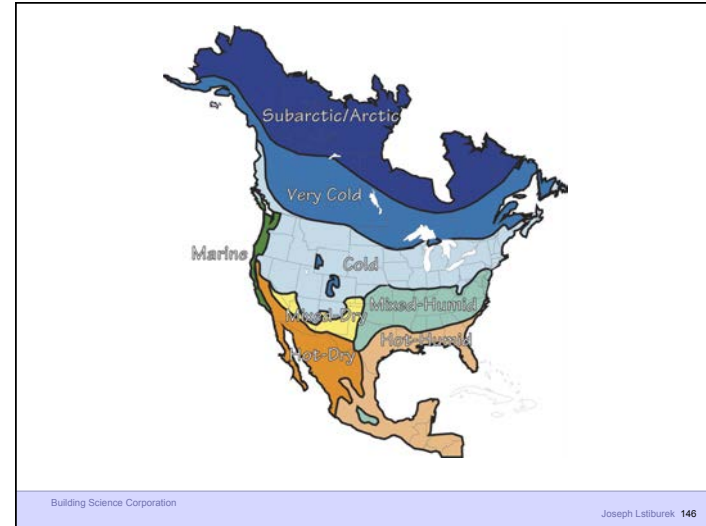 Subarctic/Arctic
Very Cold
Marine
Cold
Mixed-Humid
Mixed-Dry
Hot-Humid
Hot-Dry
Building Science Corporation
Joseph Lstiburek 146